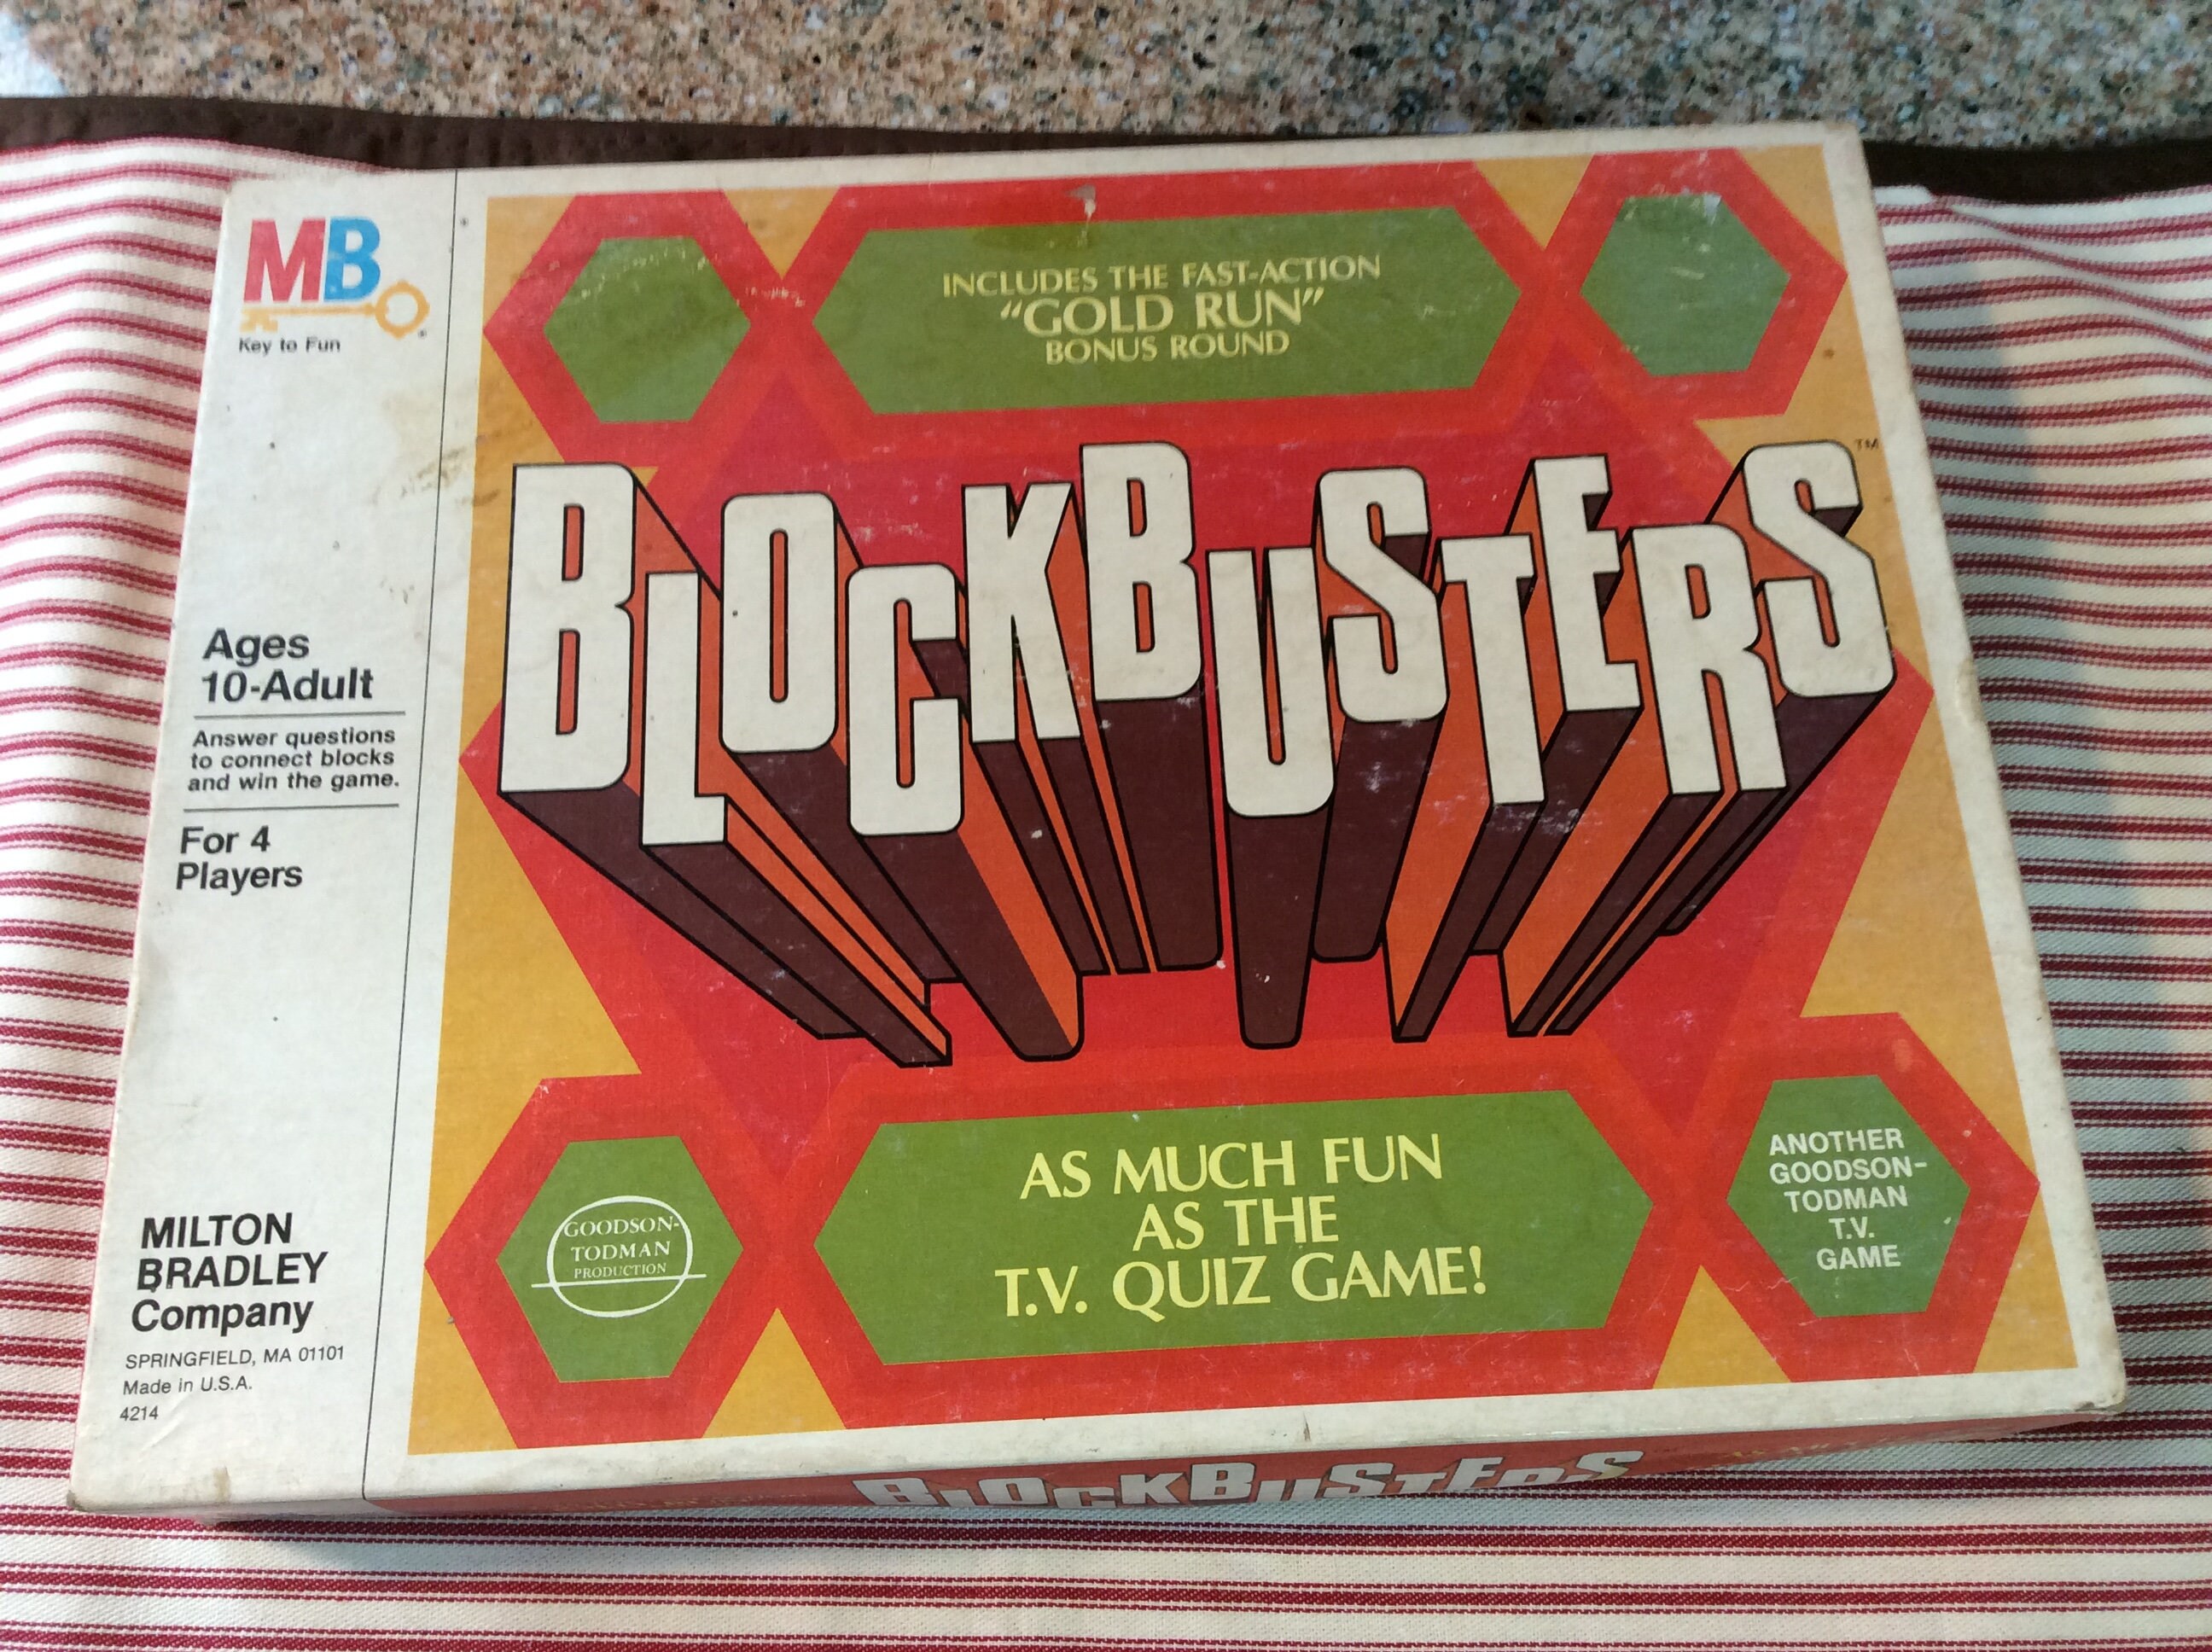 MB
Key to Fun
Ages
10-Adult
Answer questions
to connect blocks
and win the game.
For 4
Players
MILTON
BRADLEY
Company
SPRINGFIELD, MA 01101
Made in U.S.A.
4214
INCLUDES THE FAST-ACTION
"GOLD RUN"
BONUS ROUND
BLOCKBUSTERS™
GOODSON-
TODMAN
PRODUCTION
AS MUCH FUN
AS THE
T.V. QUIZ GAME!
ANOTHER
GOODSON-
TODMAN
T.V.
GAME
BLOCKBUSTERS